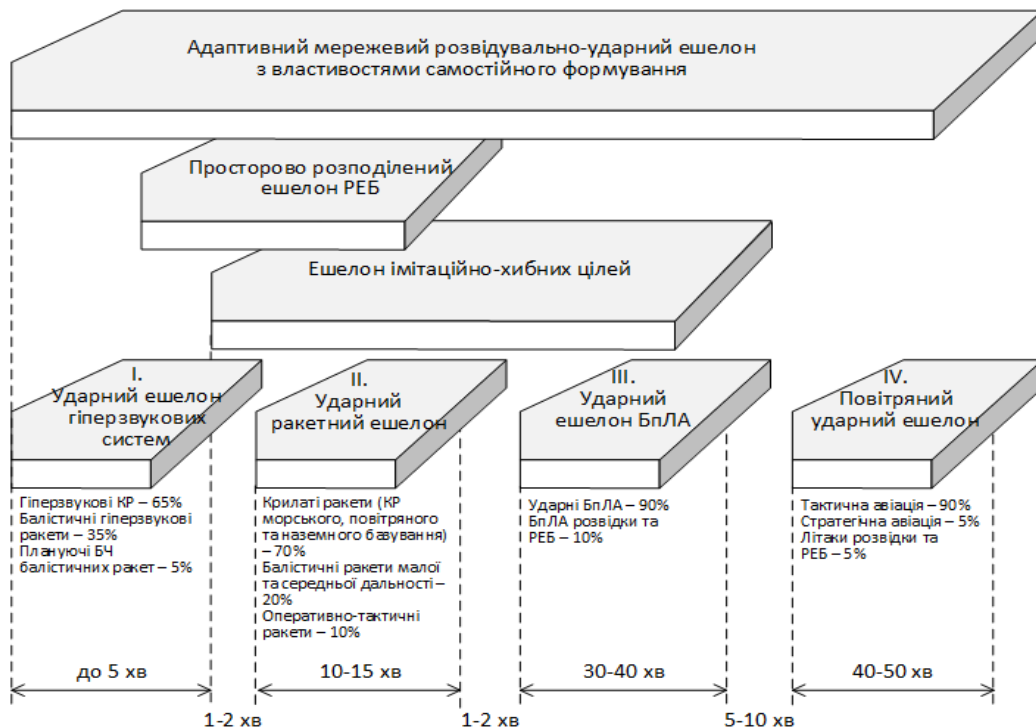 Адаптивний мережевий розвідувально-ударний ешелон
з властивостями самостійного формування
Просторово розподілений
ешелон РЕБ
Ешелон імітаційно-хибних цілей
I.
Ударний ешелон
гіперзвукових
систем
II.
Ударний
ракетний ешелон
III.
Ударний
ешелон БпЛА
IV.
Повітряний
ударний ешелон
Гіперзвукові КР – 65%
Балістичні гіперзвукові
ракети – 35%
Плануючі БЧ
балістичних ракет – 5%
Крилаті ракети (КР
морського, повітряного
та наземного базування)
– 70%
Балістичні ракети малої
та середньої дальності –
20%
Оперативно-тактичні
ракети – 10%
Ударні БпЛА – 90%
БпЛА розвідки та
РЕБ – 10%
Тактична авіація – 90%
Стратегічна авіація – 5%
Літаки розвідки та
РЕБ – 5%
до 5 хв
10-15 хв
30-40 хв
40-50 хв
1-2 хв
1-2 хв
5-10 хв